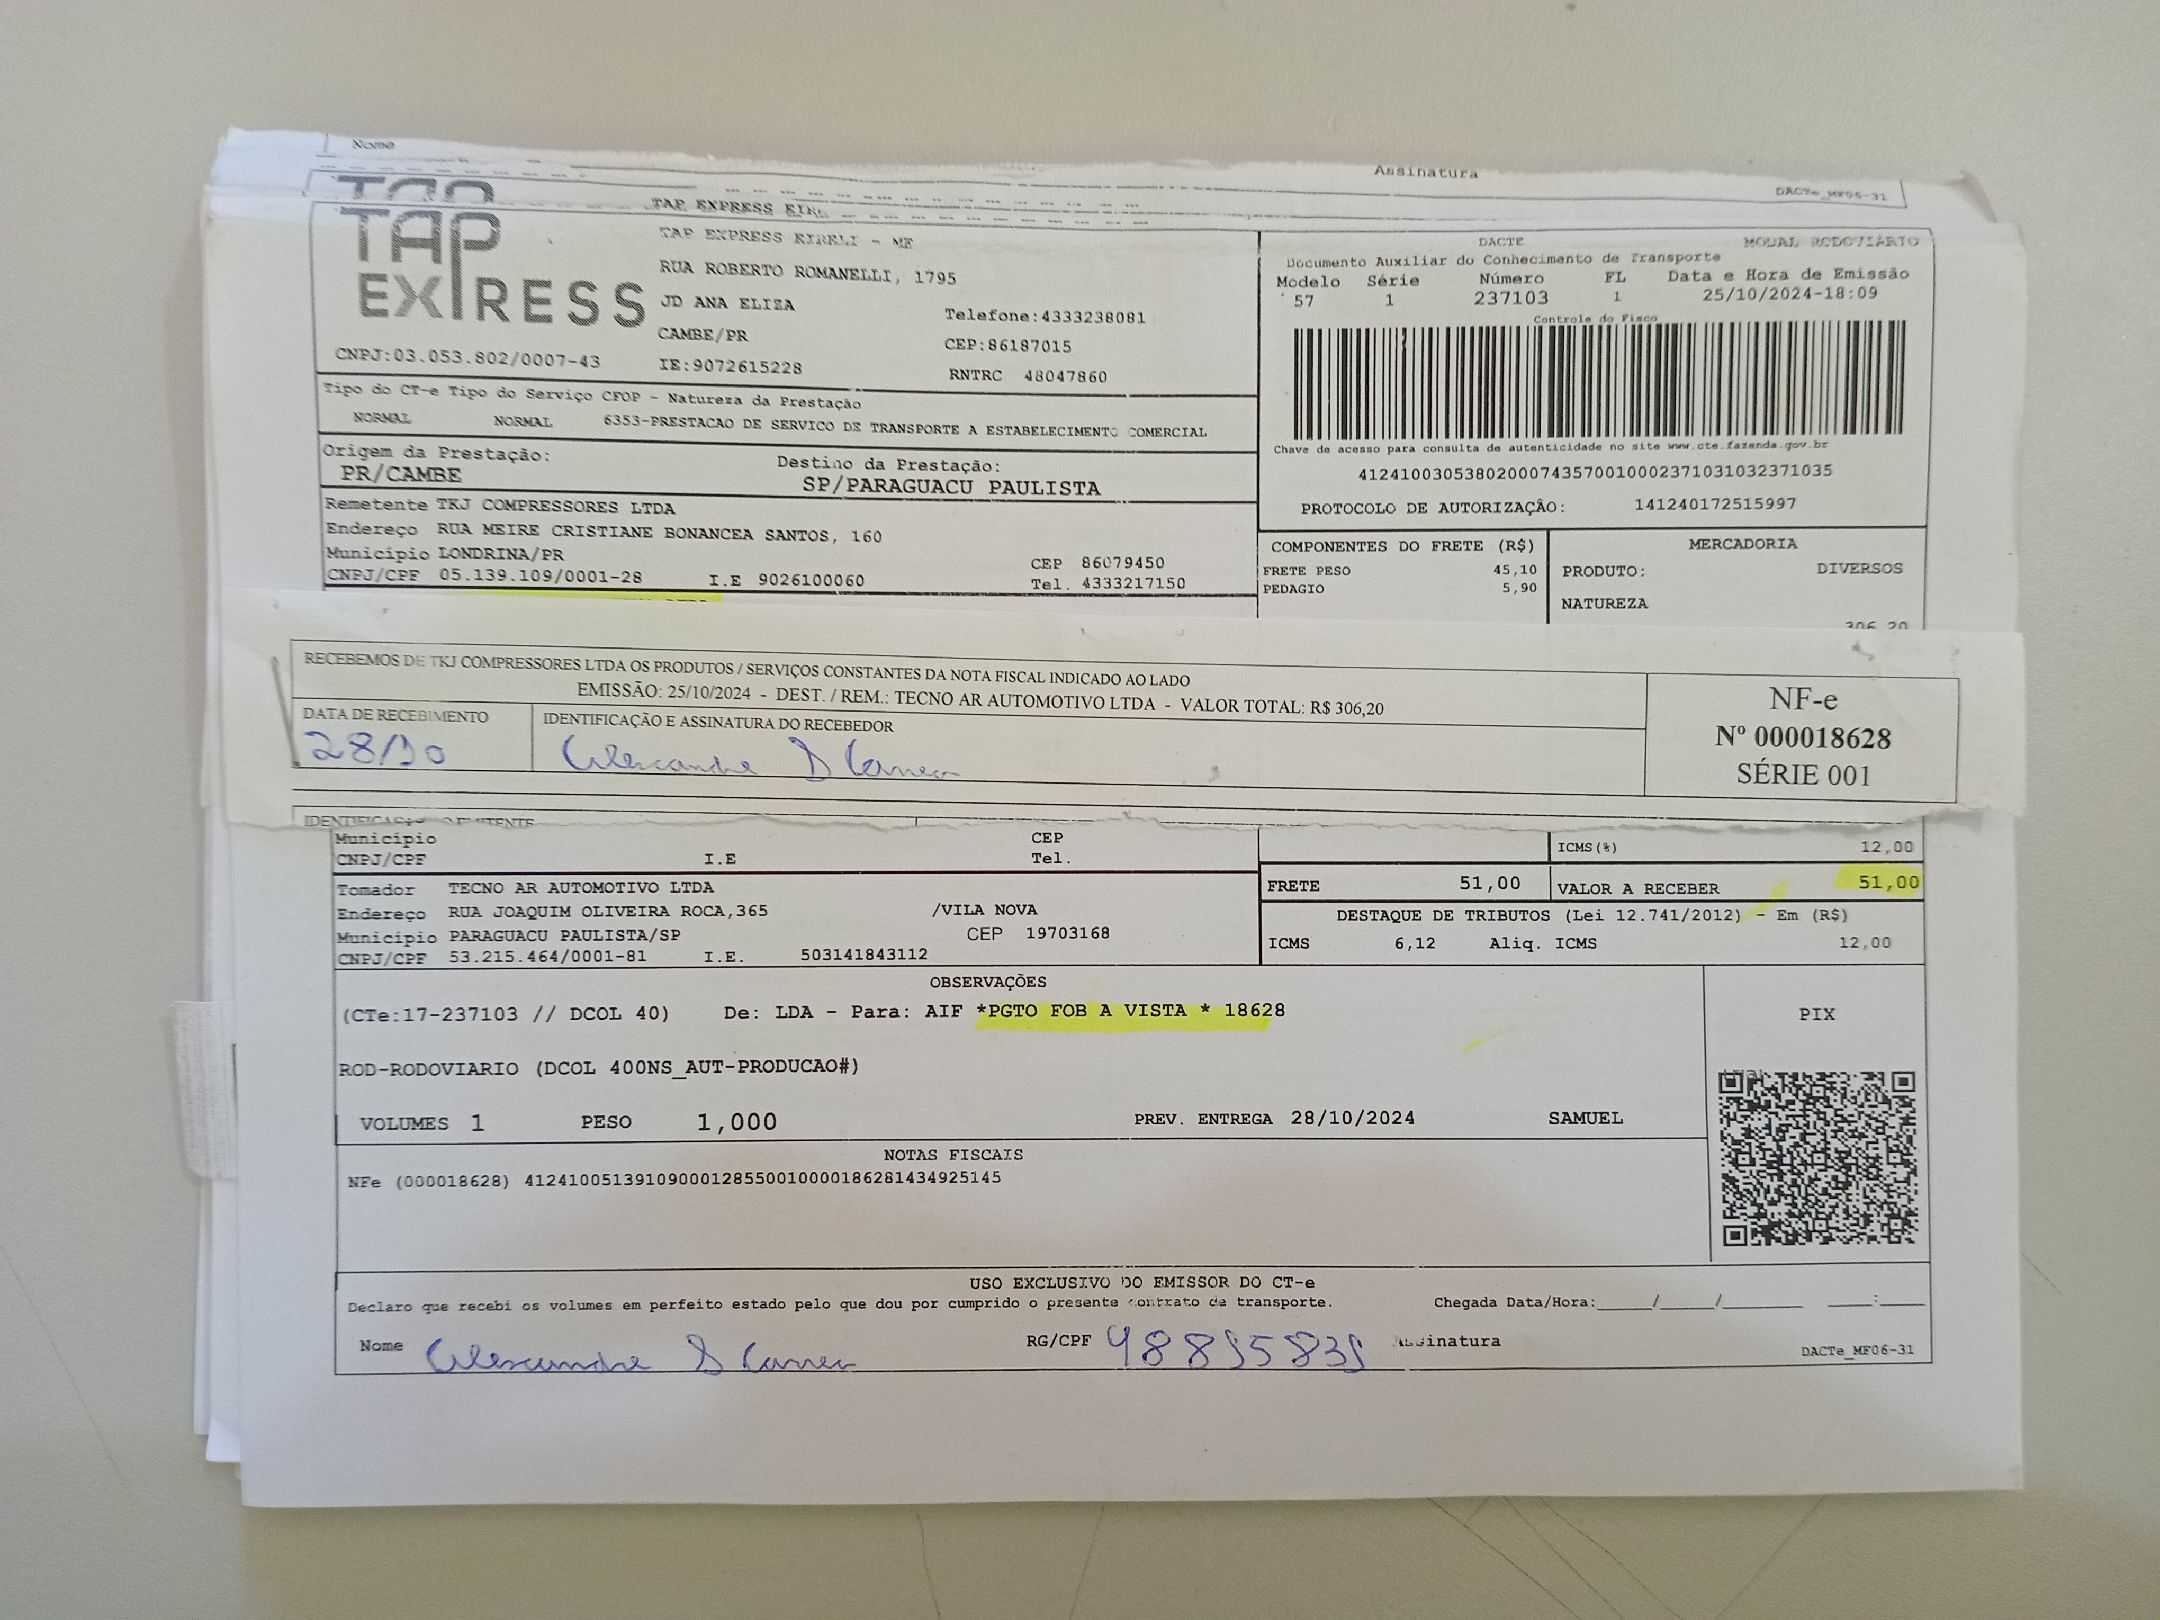 Nome
Assinatura
DACTe_MF06-31
TAP EXPRESS
TAP EXPRESS EIRELI - ME
RUA ROBERTO ROMANELLI, 1795
JD ANA ELIZA
Telefone:4333238081
CAMBE/PR
CEP:86187015
CNPJ:03.053.802/0007-43
IE:9072615228
RNTRC 48047860
DACTE
MODAL RODOVIÁRIO
Documento Auxiliar do Conhecimento de Transporte
Modelo Série Número FL Data e Hora de Emissão
57 1 237103 1 25/10/2024-18:09
Controle do Fisco
Chave de acesso para consulta de autenticidade no site www.cte.fazenda.gov.br
41241003053802000743570010002371031032371035
PROTOCOLO DE AUTORIZAÇÃO: 141240172515997
Tipo do CT-e Tipo do Serviço CFOP - Natureza da Prestação
NORMAL NORMAL 6353-PRESTACAO DE SERVICO DE TRANSPORTE A ESTABELECIMENTO COMERCIAL
Origem da Prestação: Destino da Prestação:
PR/CAMBE SP/PARAGUACU PAULISTA
Remetente TKJ COMPRESSORES LTDA
Endereço RUA MEIRE CRISTIANE BONANCEA SANTOS, 160
Município LONDRINA/PR CEP 86079450
CNPJ/CPF 05.139.109/0001-28 I.E 9026100060 Tel. 4333217150
COMPONENTES DO FRETE (R$)
FRETE PESO 45,10
PEDAGIO 5,90
MERCADORIA
PRODUTO: DIVERSOS
NATUREZA
306,20
RECEBEMOS DE TKJ COMPRESSORES LTDA OS PRODUTOS / SERVIÇOS CONSTANTES DA NOTA FISCAL INDICADO AO LADO
EMISSÃO: 25/10/2024 - DEST. / REM.: TECNO AR AUTOMOTIVO LTDA - VALOR TOTAL: R$ 306,20
DATA DE RECEBIMENTO
28/10
IDENTIFICAÇÃO E ASSINATURA DO RECEBEDOR
Alexandre
NF-e
Nº 000018628
SÉRIE 001
Município CEP
CNPJ/CPF I.E Tel.
ICMS(%) 12,00
Tomador TECNO AR AUTOMOTIVO LTDA
Endereço RUA JOAQUIM OLIVEIRA ROCA,365 /VILA NOVA
Município PARAGUACU PAULISTA/SP CEP 19703168
CNPJ/CPF 53.215.464/0001-81 I.E. 503141843112
FRETE 51,00 VALOR A RECEBER 51,00
DESTAQUE DE TRIBUTOS (Lei 12.741/2012) - Em (R$)
ICMS 6,12 Aliq. ICMS 12,00
OBSERVAÇÕES
(CTe:17-237103 // DCOL 40) De: LDA - Para: AIF *PGTO FOB A VISTA * 18628
ROD-RODOVIARIO (DCOL 400NS_AUT-PRODUCAO#)
PIX
VOLUMES 1 PESO 1,000 PREV. ENTREGA 28/10/2024 SAMUEL
NOTAS FISCAIS
NFe (000018628) 41241005139109000128550010000186281434925145
USO EXCLUSIVO DO EMISSOR DO CT-e
Declaro que recebi os volumes em perfeito estado pelo que dou por cumprido o presente contrato de transporte. Chegada Data/Hora:____/____/______ ____:____
Nome Alexandre RG/CPF Assinatura
DACTe_MF06-31